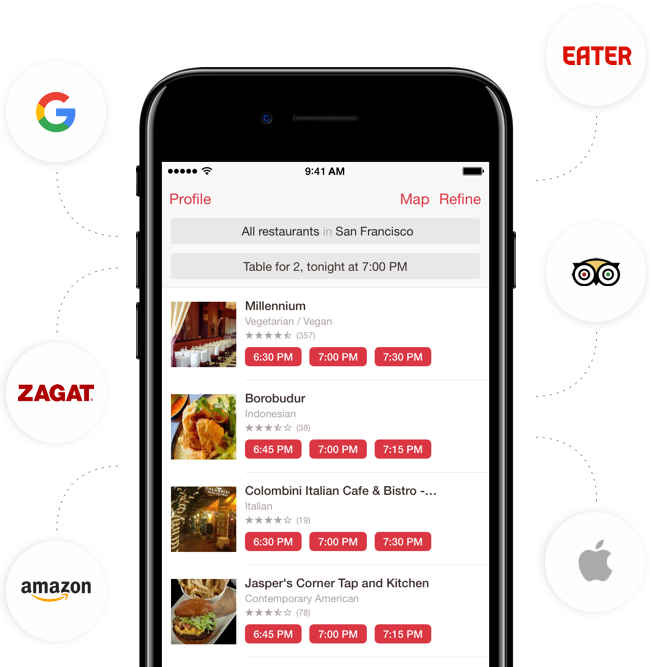 EATER
G
9:41 AM
Profile Map Refine
All restaurants in San Francisco
Table for 2, tonight at 7:00 PM
Millennium
Vegetarian / Vegan
(357)
6:30 PM 7:00 PM 7:30 PM
ZAGAT
Borobudur
Indonesian
(38)
6:45 PM 7:00 PM 7:15 PM
Colombini Italian Cafe & Bistro -...
Italian
(19)
6:30 PM 7:00 PM 7:30 PM
amazon
Jasper's Corner Tap and Kitchen
Contemporary American
(78)
6:45 PM 7:00 PM 7:15 PM